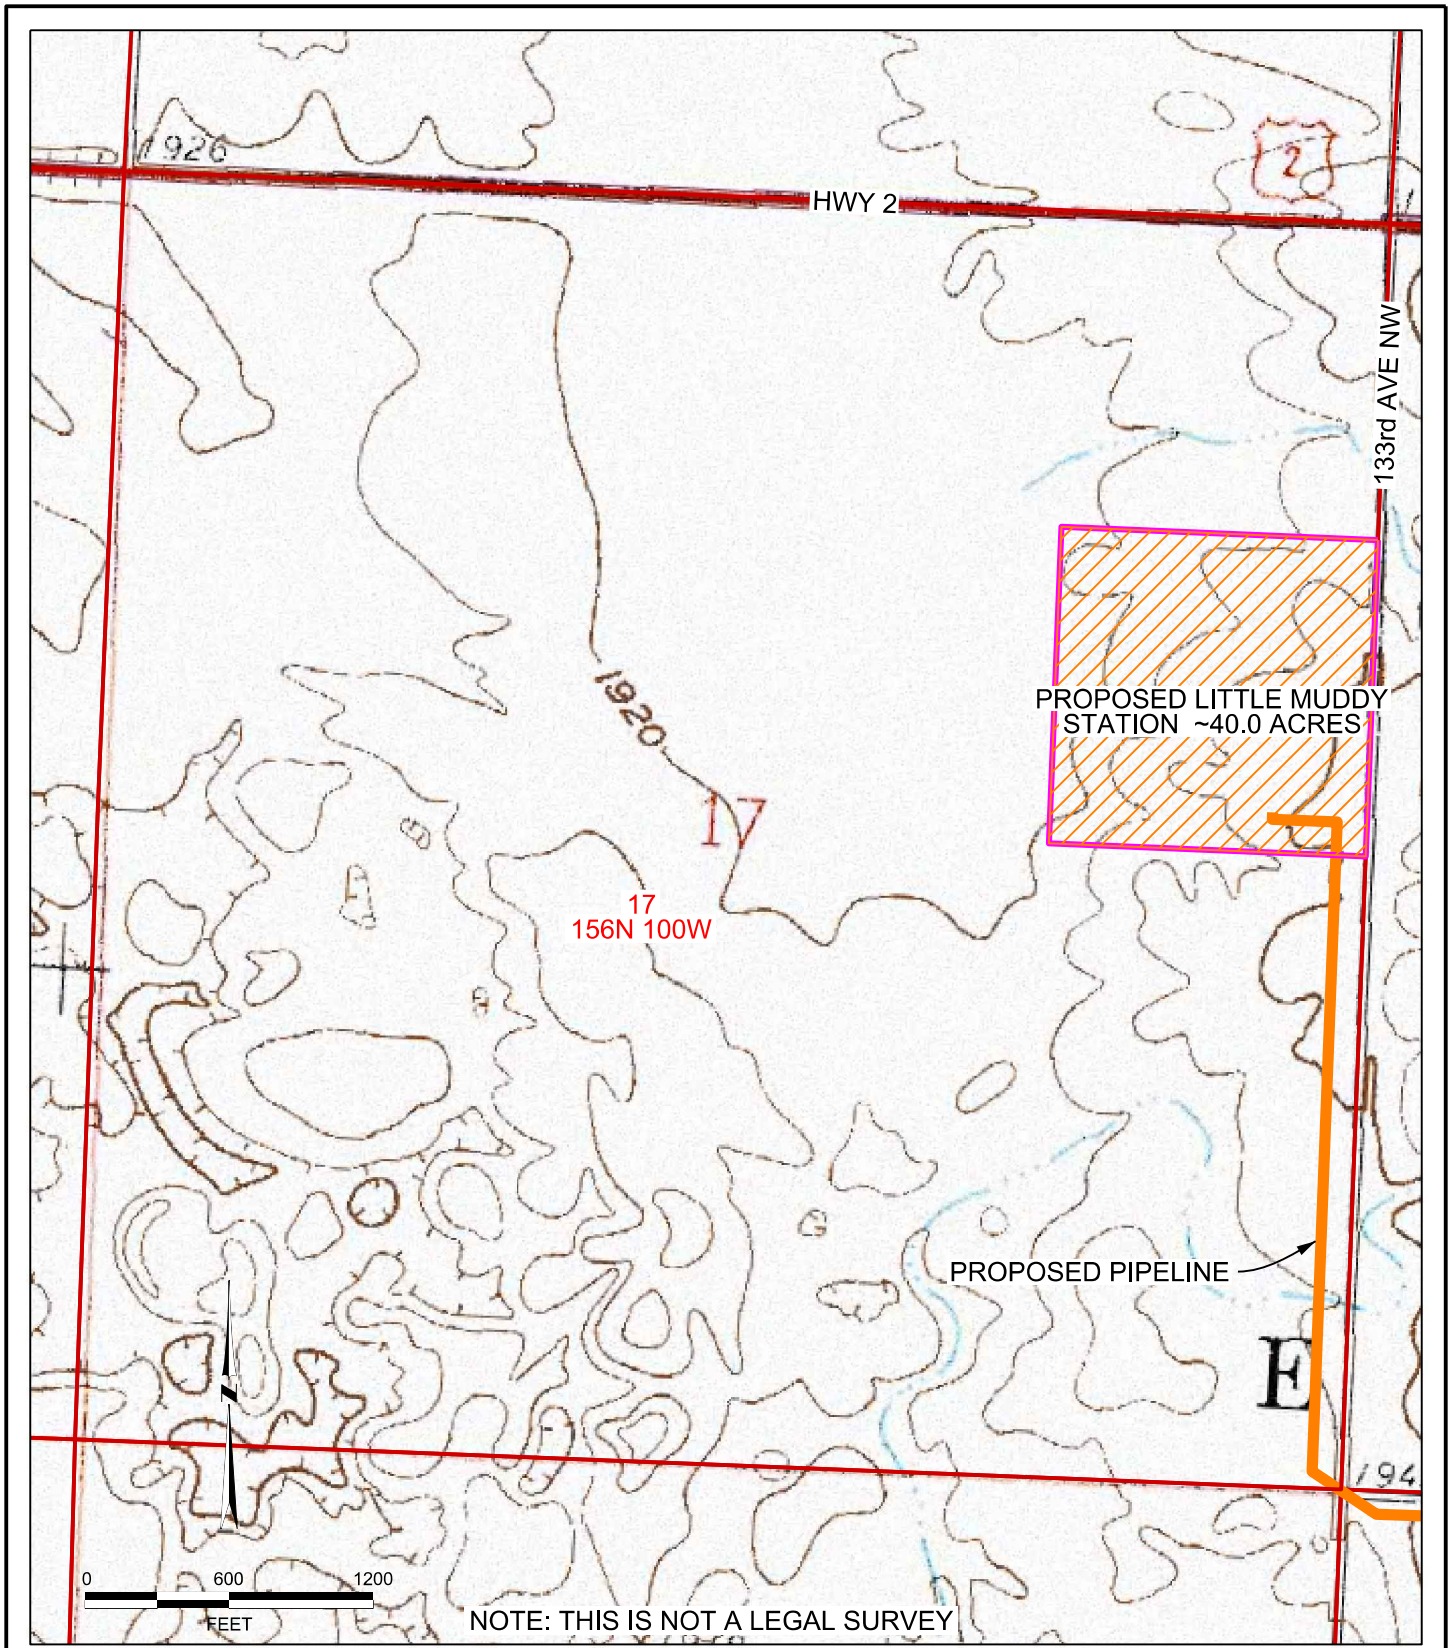 1926
2
HWY 2
133rd AVE NW
1920
PROPOSED LITTLE MUDDY
STATION ~40.0 ACRES
17
17
156N 100W
PROPOSED PIPELINE
E
194
0 600 1200
FEET
NOTE: THIS IS NOT A LEGAL SURVEY